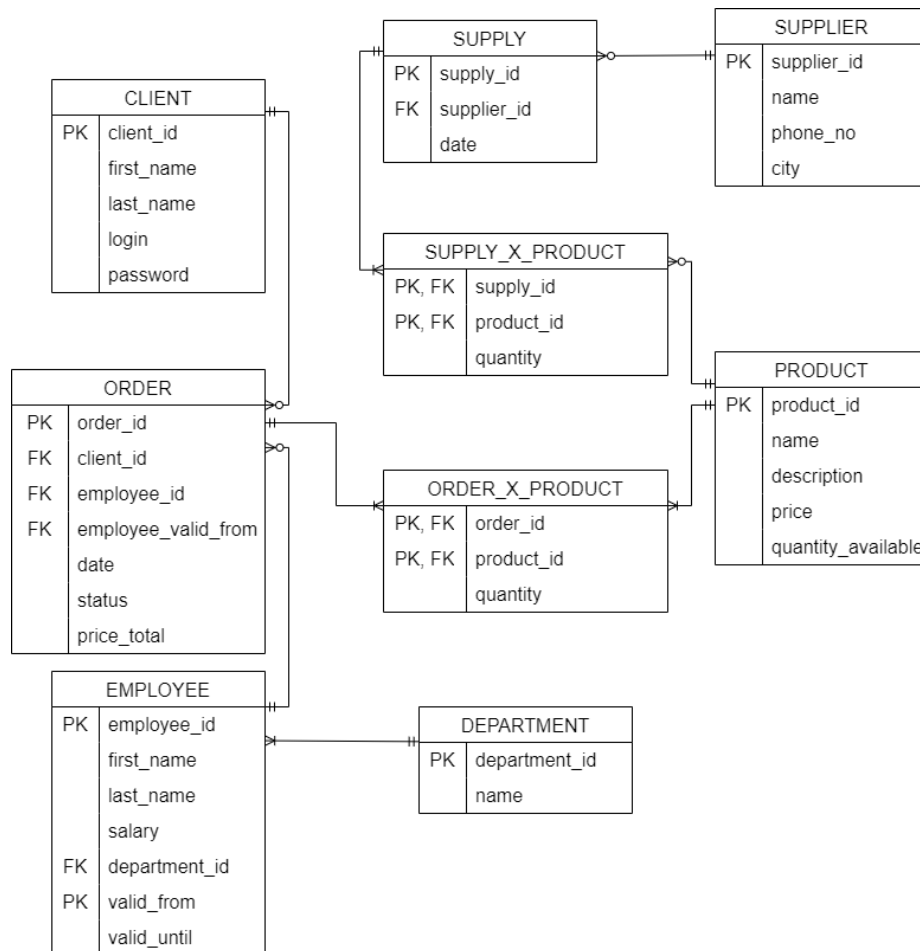 CLIENT
PK client_id
first_name
last_name
login
password
SUPPLY
PK supply_id
FK supplier_id
date
SUPPLIER
PK supplier_id
name
phone_no
city
SUPPLY_X_PRODUCT
PK, FK supply_id
PK, FK product_id
quantity
ORDER
PK order_id
FK client_id
FK employee_id
FK employee_valid_from
date
status
price_total
ORDER_X_PRODUCT
PK, FK order_id
PK, FK product_id
quantity
PRODUCT
PK product_id
name
description
price
quantity_available
EMPLOYEE
PK employee_id
first_name
last_name
salary
FK department_id
PK valid_from
valid_until
DEPARTMENT
PK department_id
name